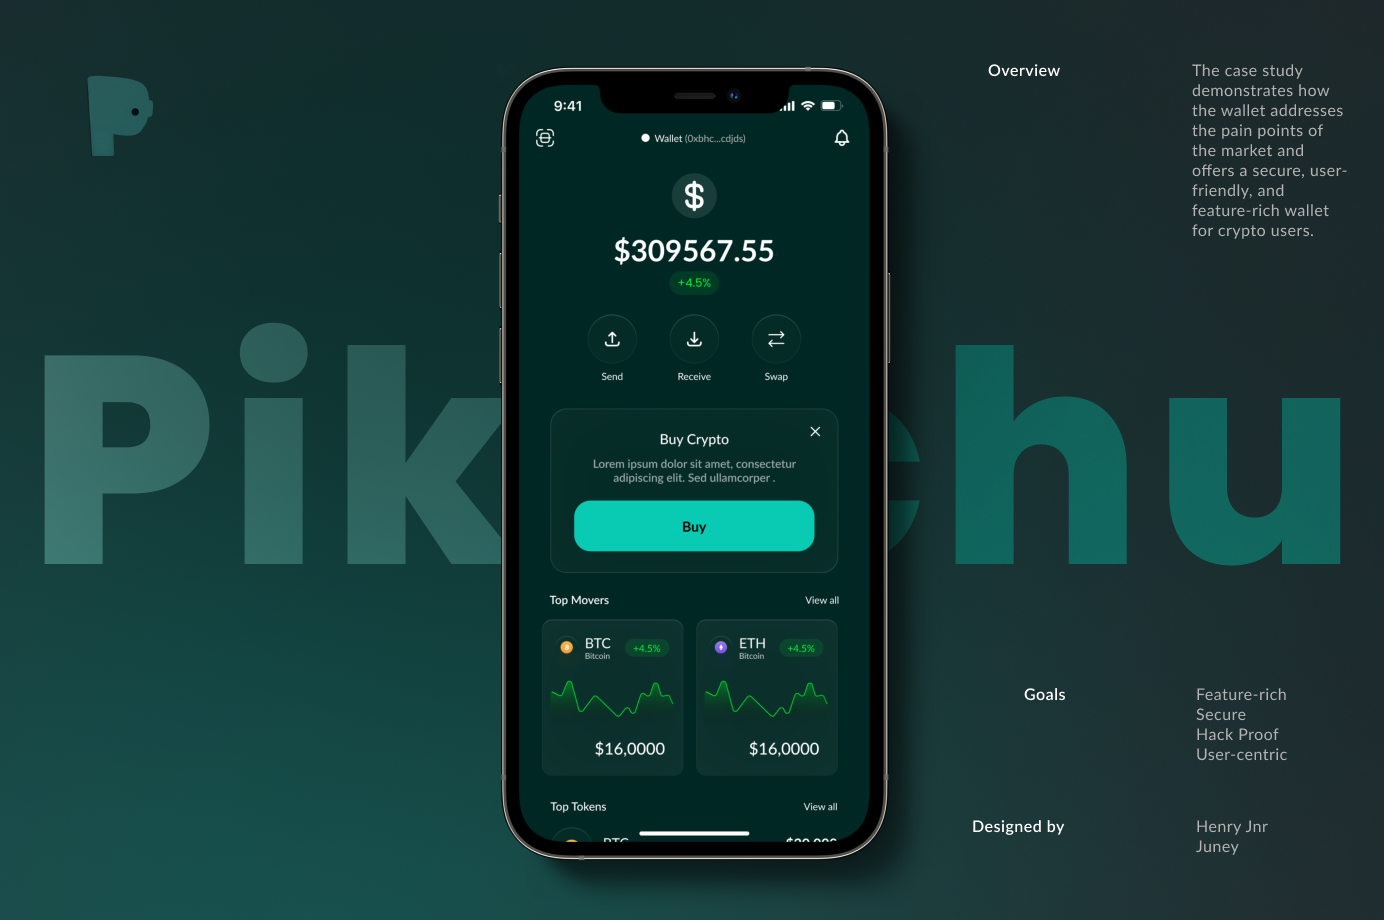 Overview
The case study
demonstrates how
the wallet addresses
the pain points of
the market and
offers a secure, user-
friendly, and
feature-rich wallet
for crypto users.
Pik
chu
9:41
Wallet (0xbhc...cdjds)
$
$309567.55
+4.5%
Send
Receive
Swap
Buy Crypto
Lorem ipsum dolor sit amet, consectetur
adipiscing elit. Sed ullamcorper .
Buy
Top Movers
View all
BTC
Bitcoin
+4.5%
$16,0000
ETH
Bitcoin
+4.5%
$16,0000
Top Tokens
View all
BTC
Goals
Feature-rich
Secure
Hack Proof
User-centric
Designed by
Henry Jnr
Juney